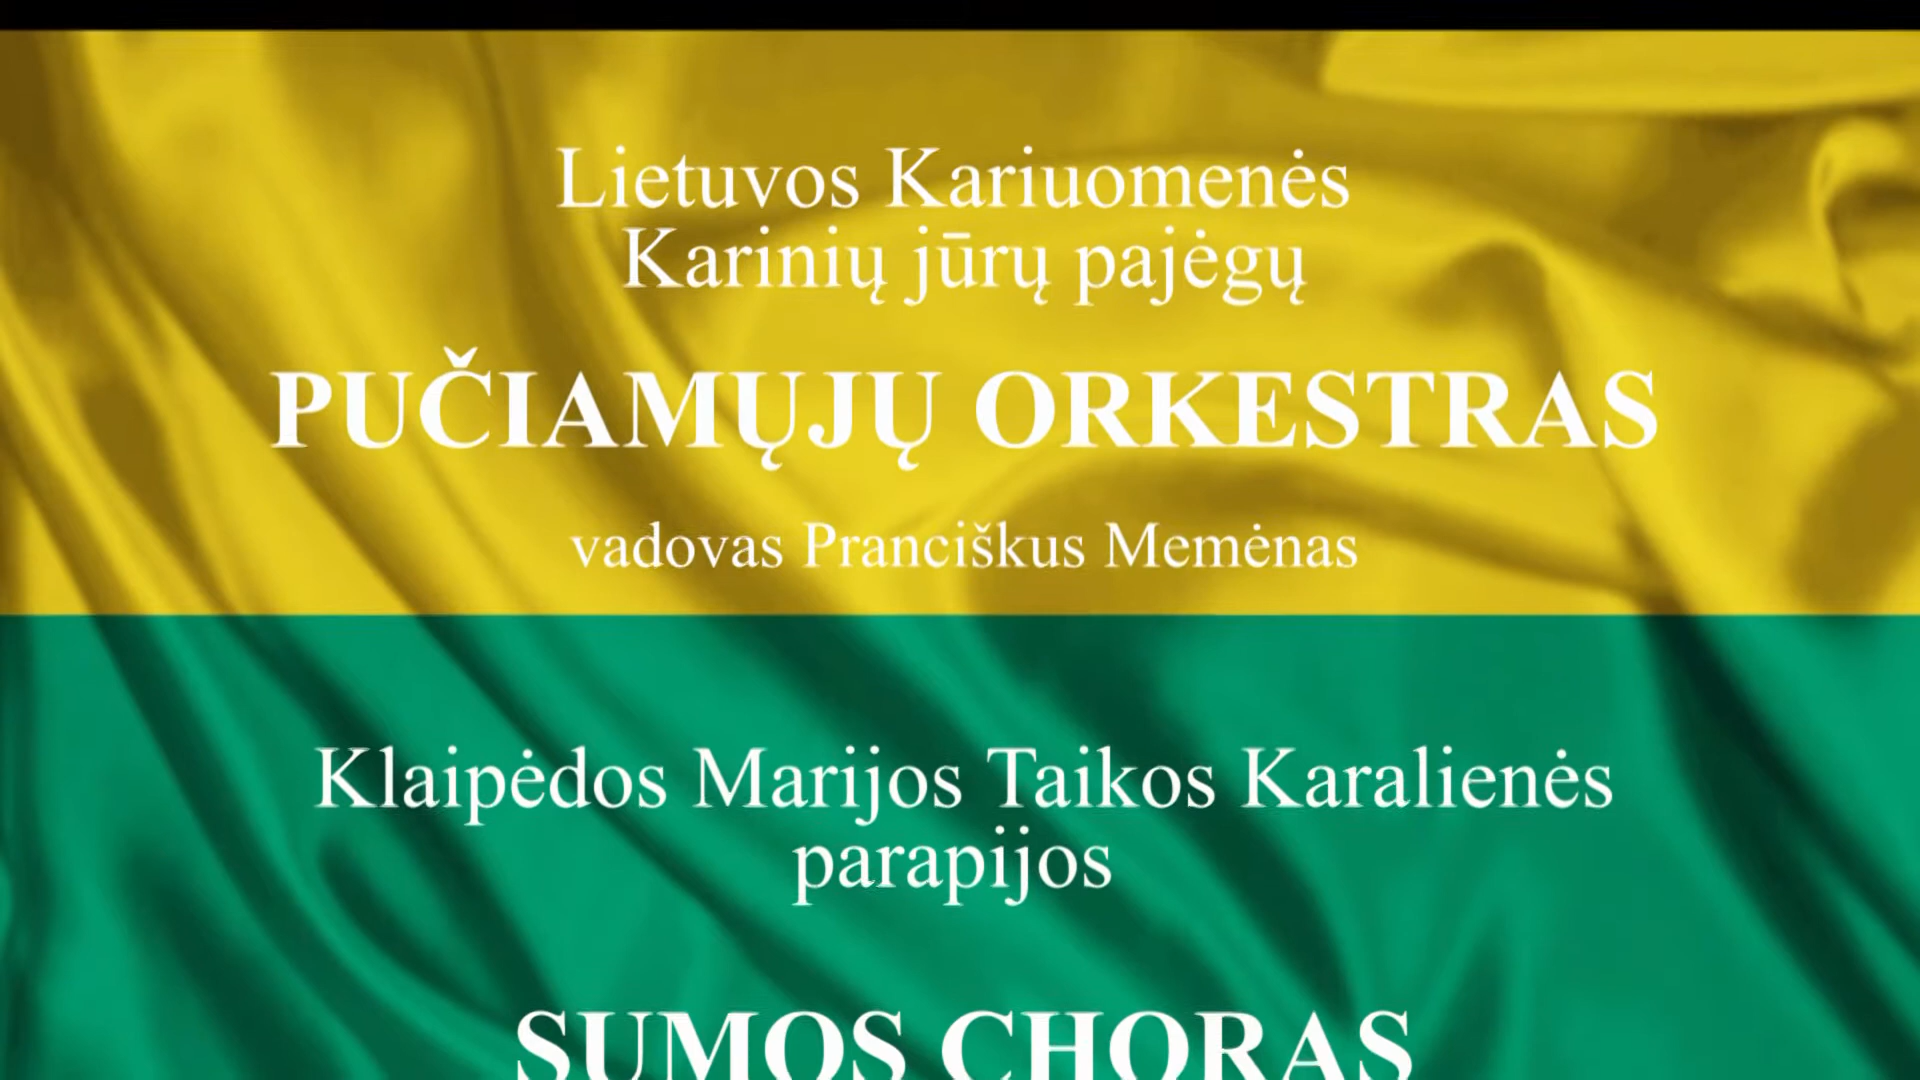 Lietuvos Kariuomenės
Karinių jūrų pajėgų
PUČIAMŲJŲ ORKESTRAS
vadovas Pranciškus Memėnas
Klaipėdos Marijos Taikos Karalienės
parapijos
SUMOS CHORAS